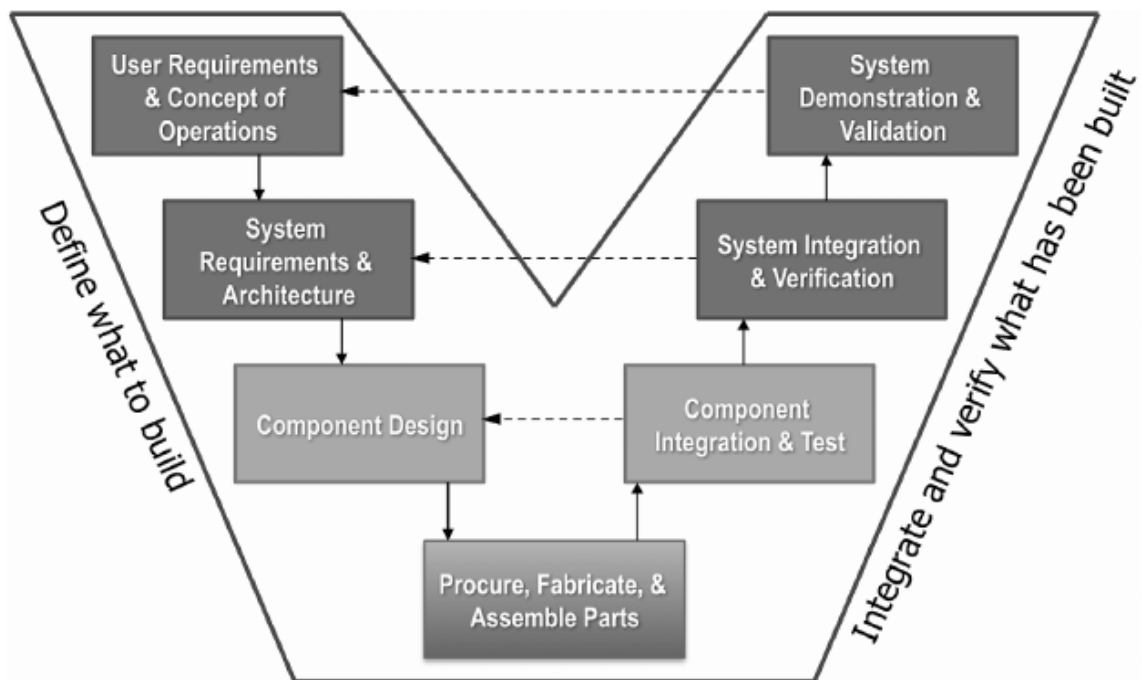 User Requirements
& Concept of
Operations
System
Demonstration &
Validation
System
Requirements &
Architecture
System Integration
& Verification
Component Design
Component
Integration & Test
Procure, Fabricate, &
Assemble Parts
Define what to build
Integrate and verify what has been built